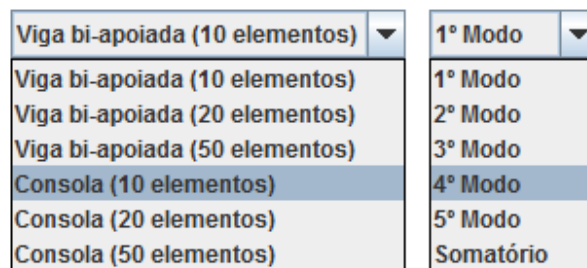 Viga bi-apoiada (10 elementos)
Viga bi-apoiada (10 elementos)
Viga bi-apoiada (20 elementos)
Viga bi-apoiada (50 elementos)
Consola (10 elementos)
Consola (20 elementos)
Consola (50 elementos)
1º Modo
1º Modo
2º Modo
3º Modo
4º Modo
5º Modo
Somatório